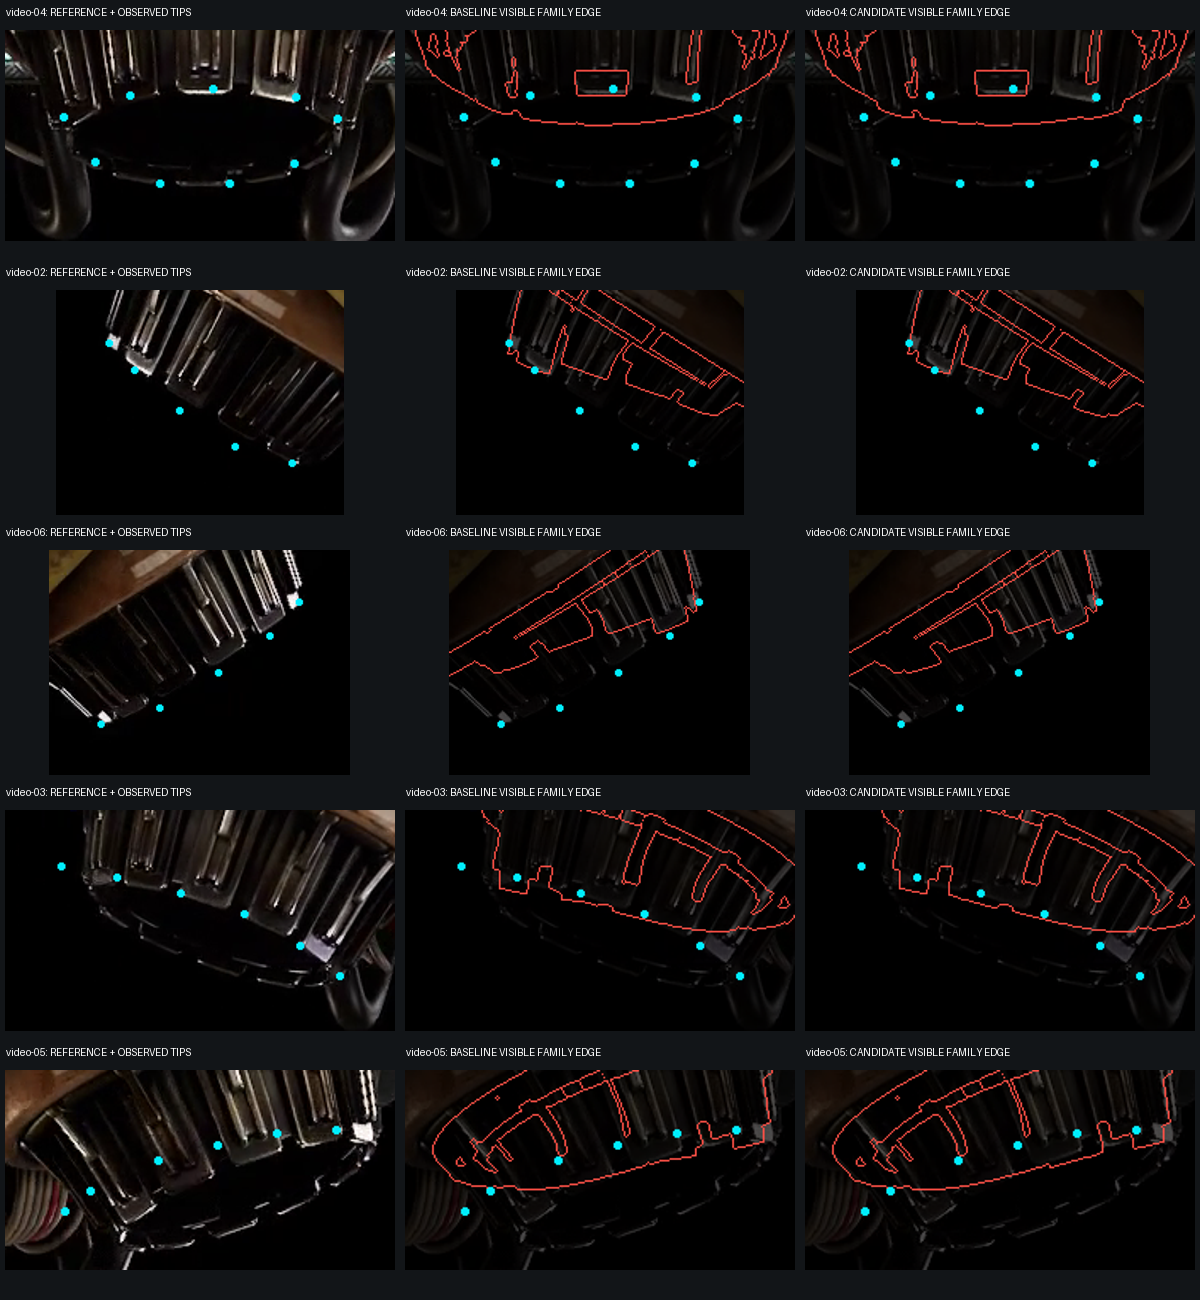 video-04: REFERENCE + OBSERVED TIPS
video-04: BASELINE VISIBLE FAMILY EDGE
video-04: CANDIDATE VISIBLE FAMILY EDGE
video-02: REFERENCE + OBSERVED TIPS
video-02: BASELINE VISIBLE FAMILY EDGE
video-02: CANDIDATE VISIBLE FAMILY EDGE
video-06: REFERENCE + OBSERVED TIPS
video-06: BASELINE VISIBLE FAMILY EDGE
video-06: CANDIDATE VISIBLE FAMILY EDGE
video-03: REFERENCE + OBSERVED TIPS
video-03: BASELINE VISIBLE FAMILY EDGE
video-03: CANDIDATE VISIBLE FAMILY EDGE
video-05: REFERENCE + OBSERVED TIPS
video-05: BASELINE VISIBLE FAMILY EDGE
video-05: CANDIDATE VISIBLE FAMILY EDGE